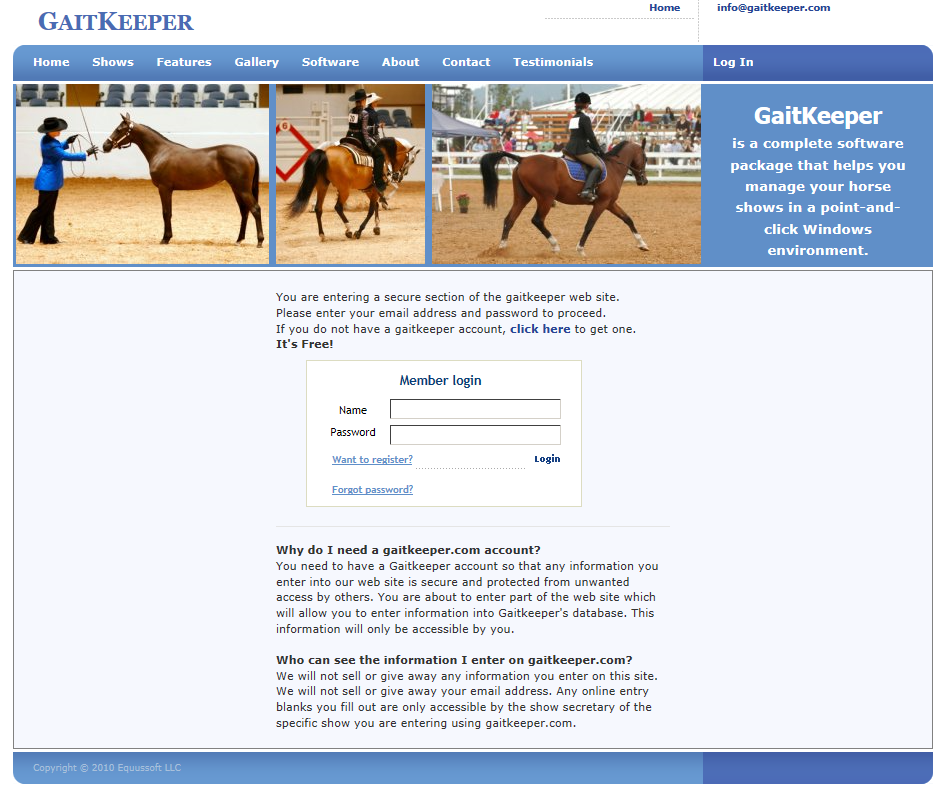 GAITKEEPER
Home
info@gaitkeeper.com
Home Shows Features Gallery Software About Contact Testimonials Log In
GaitKeeper
is a complete software
package that helps you
manage your horse
shows in a point-and-
click Windows
environment.
You are entering a secure section of the gaitkeeper web site.
Please enter your email address and password to proceed.
If you do not have a gaitkeeper account, click here to get one.
It's Free!
Member login
Name
Password
Want to register?
Login
Forgot password?
Why do I need a gaitkeeper.com account?
You need to have a Gaitkeeper account so that any information you
enter into our web site is secure and protected from unwanted
access by others. You are about to enter part of the web site which
will allow you to enter information into Gaitkeeper's database. This
information will only be accessible by you.
Who can see the information I enter on gaitkeeper.com?
We will not sell or give away any information you enter on this site.
We will not sell or give away your email address. Any online entry
blanks you fill out are only accessible by the show secretary of the
specific show you are entering using gaitkeeper.com.
Copyright © 2010 Equussoft LLC